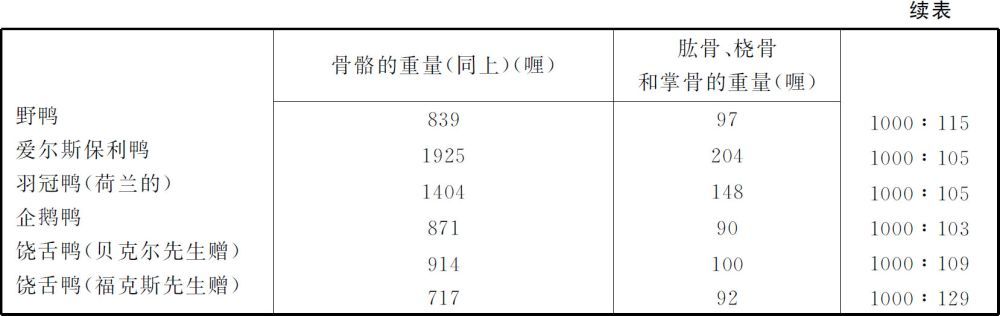 续表
骨骼的重量(同上)(喱) 肱骨、桡骨
和掌骨的重量(喱)
野鸭 839 97 1000∶115
爱尔斯保利鸭 1925 204 1000∶105
羽冠鸭(荷兰的) 1404 148 1000∶105
企鹅鸭 871 90 1000∶103
饶舌鸭(贝克尔先生赠) 914 100 1000∶109
饶舌鸭(福克斯先生赠) 717 92 1000∶129